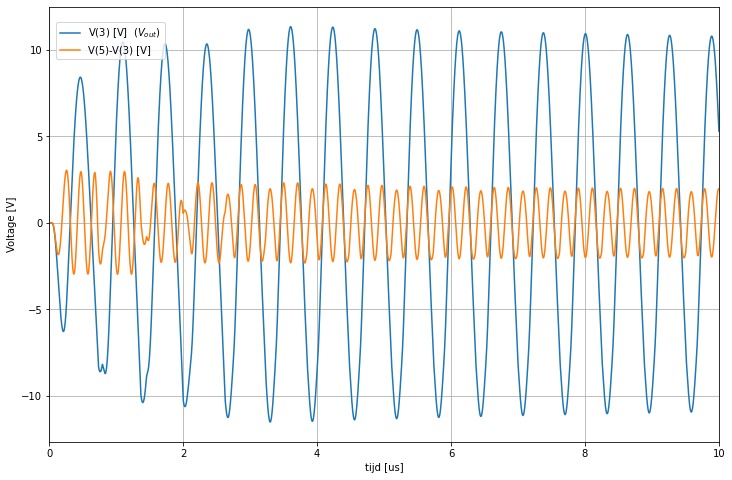 V(3) [V]  (V_out)
V(5)-V(3) [V]
Voltage [V]
10
5
0
−5
−10
0 2 4 6 8 10
tijd [us]